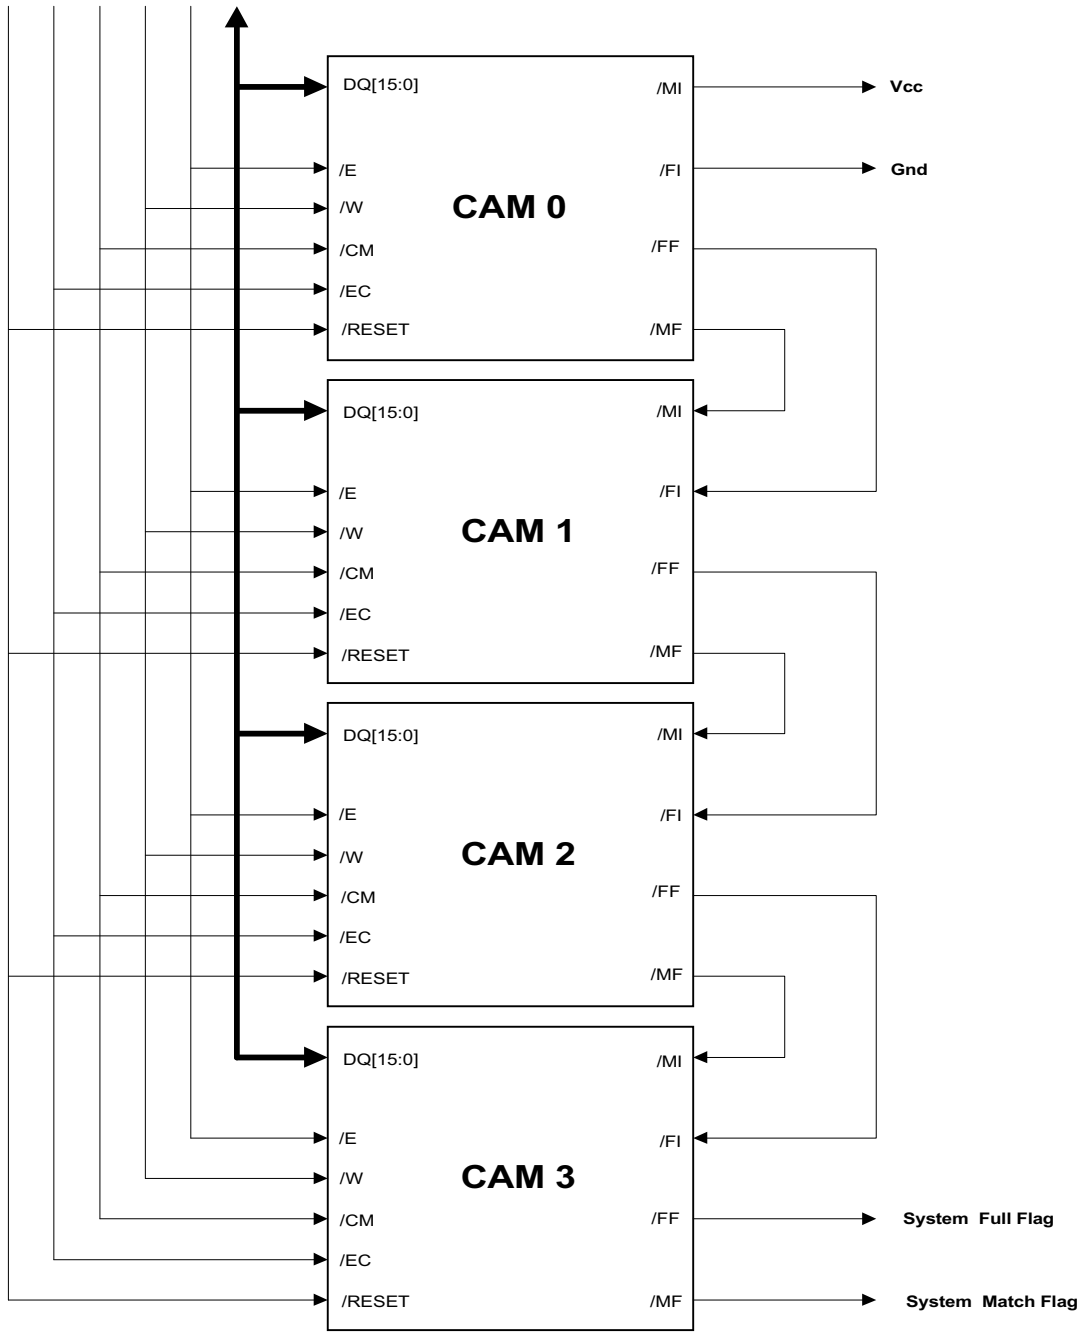 DQ[15:0] /MI Vcc
/E /FI Gnd
/W CAM 0
/CM /FF
/EC
/RESET /MF
DQ[15:0] /MI
/E /FI
/W CAM 1
/CM /FF
/EC
/RESET /MF
DQ[15:0] /MI
/E /FI
/W CAM 2
/CM /FF
/EC
/RESET /MF
DQ[15:0] /MI
/E /FI
/W CAM 3
/CM /FF System Full Flag
/EC
/RESET /MF System Match Flag